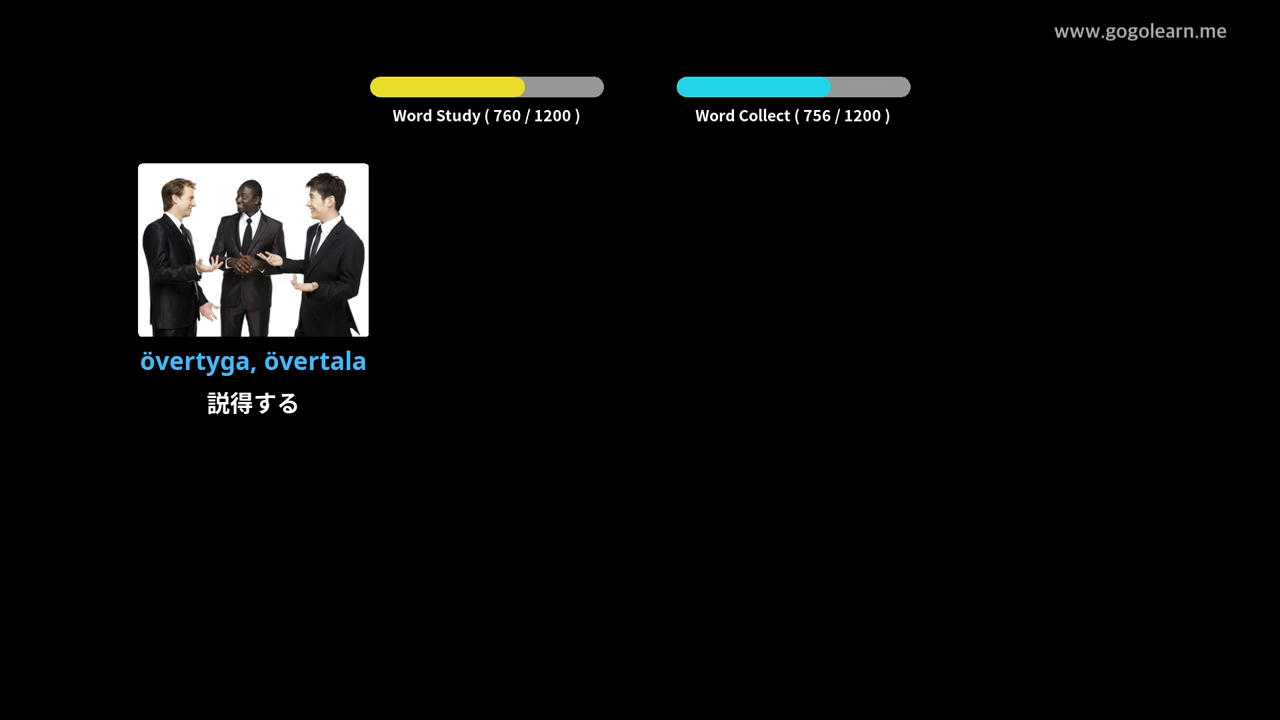 www.gogolearn.me
Word Study ( 760 / 1200 )
Word Collect ( 756 / 1200 )
övertyga, övertala
説得する